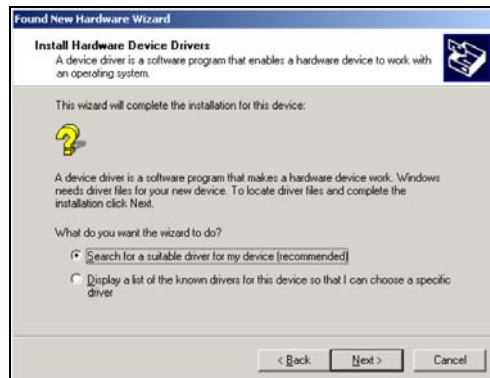 Found New Hardware Wizard
Install Hardware Device Drivers
A device driver is a software program that enables a hardware device to work with
an operating system.
This wizard will complete the installation for this device:
A device driver is a software program that makes a hardware device work. Windows
needs driver files for your new device. To locate driver files and complete the
installation click Next.
What do you want the wizard to do?
Search for a suitable driver for my device (recommended)
Display a list of the known drivers for this device so that I can choose a specific
driver
< Back Next > Cancel